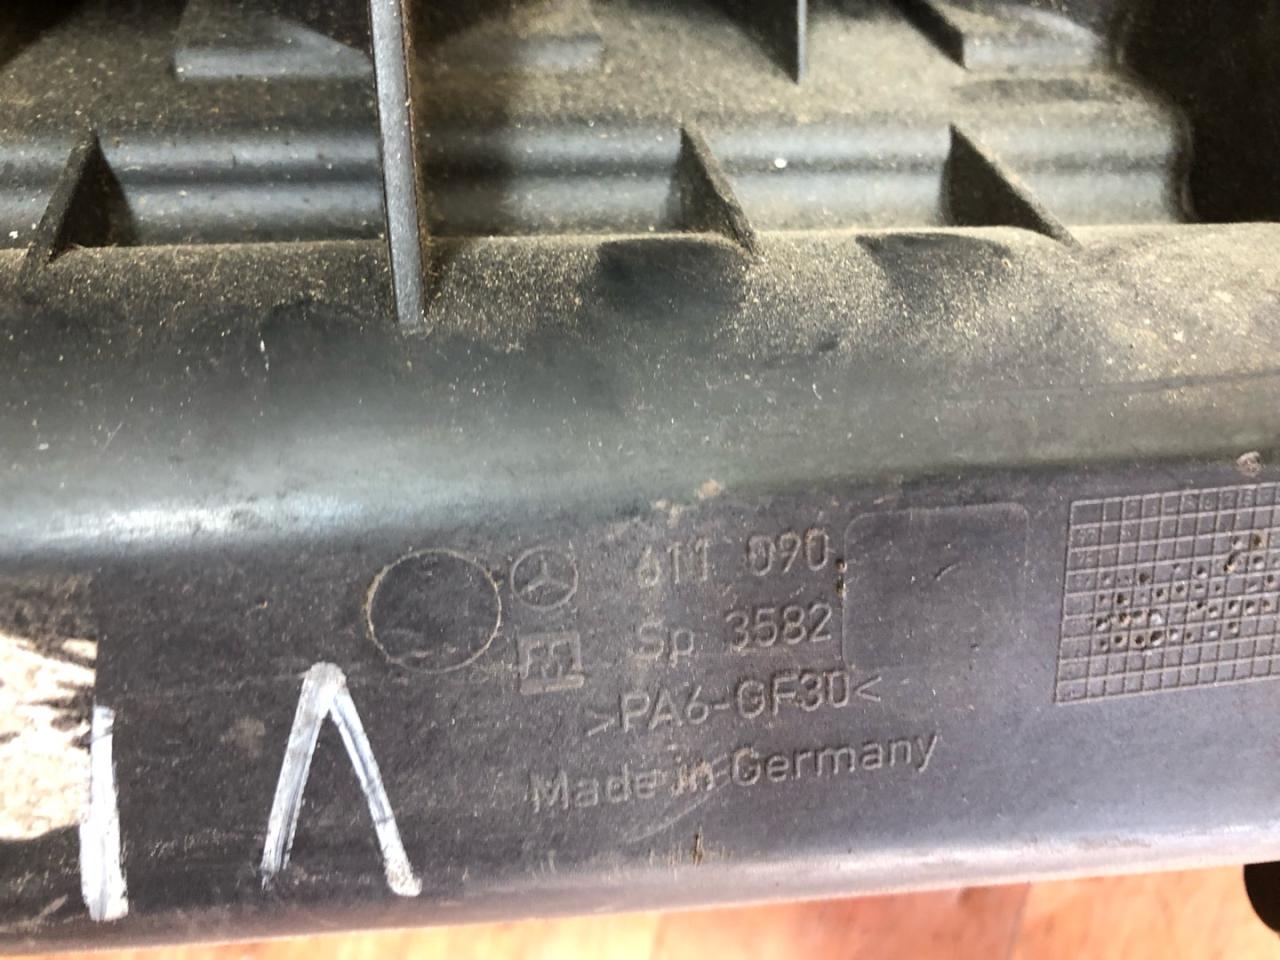 611 090
Sp 3582
>PA6-GF30<
Made in Germany